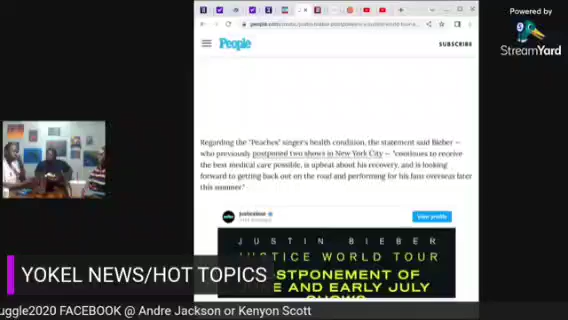 Powered by
StreamYard
People
SUBSCRIBE
Regarding the "Peaches" singer's health condition, the statement said Bieber –
who previously postponed two shows in New York City – "continues to receive
the best medical care possible, is upbeat about his recovery, and is looking
forward to getting back out on the road and performing for his fans overseas later
this summer."
justicetour
View profile
JUSTIN BIEBER
JUSTICE WORLD TOUR
STPONEMENT OF
E AND EARLY JULY
SHOWS
YOKEL NEWS/HOT TOPICS
uggle2020 FACEBOOK @ Andre Jackson or Kenyon Scott